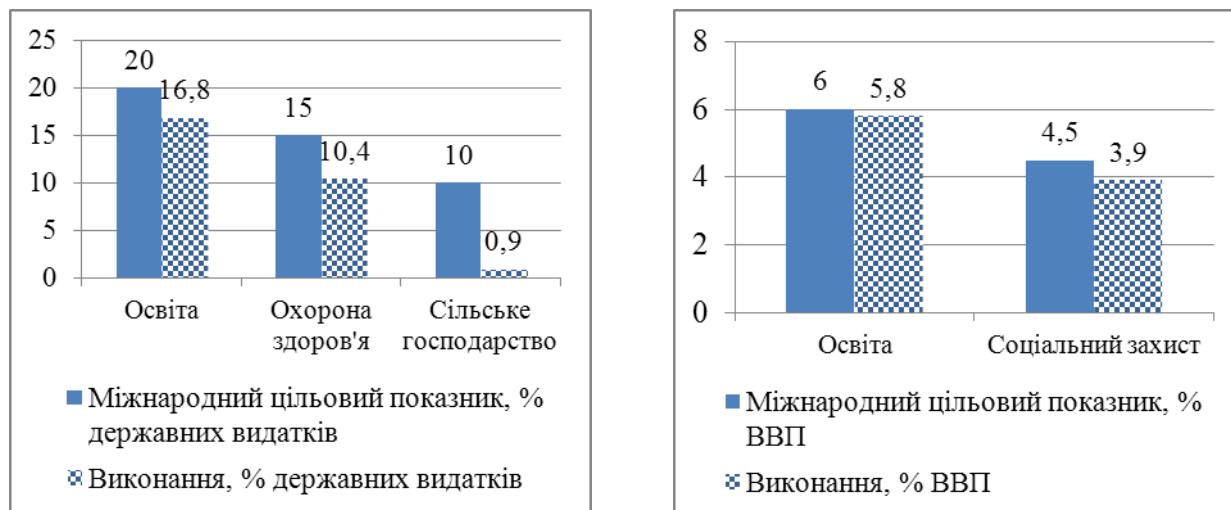 25
20
15
10
5
0
20
16,8
15
10,4
10
0,9
Освіта
Охорона
здоров'я
Сільське
господарство
Міжнародний цільовий показник, %
державних видатків
Виконання, % державних видатків
8
6
4
2
0
6
5,8
4,5
3,9
Освіта
Соціальний захист
Міжнародний цільовий показник, %
ВВП
Виконання, % ВВП